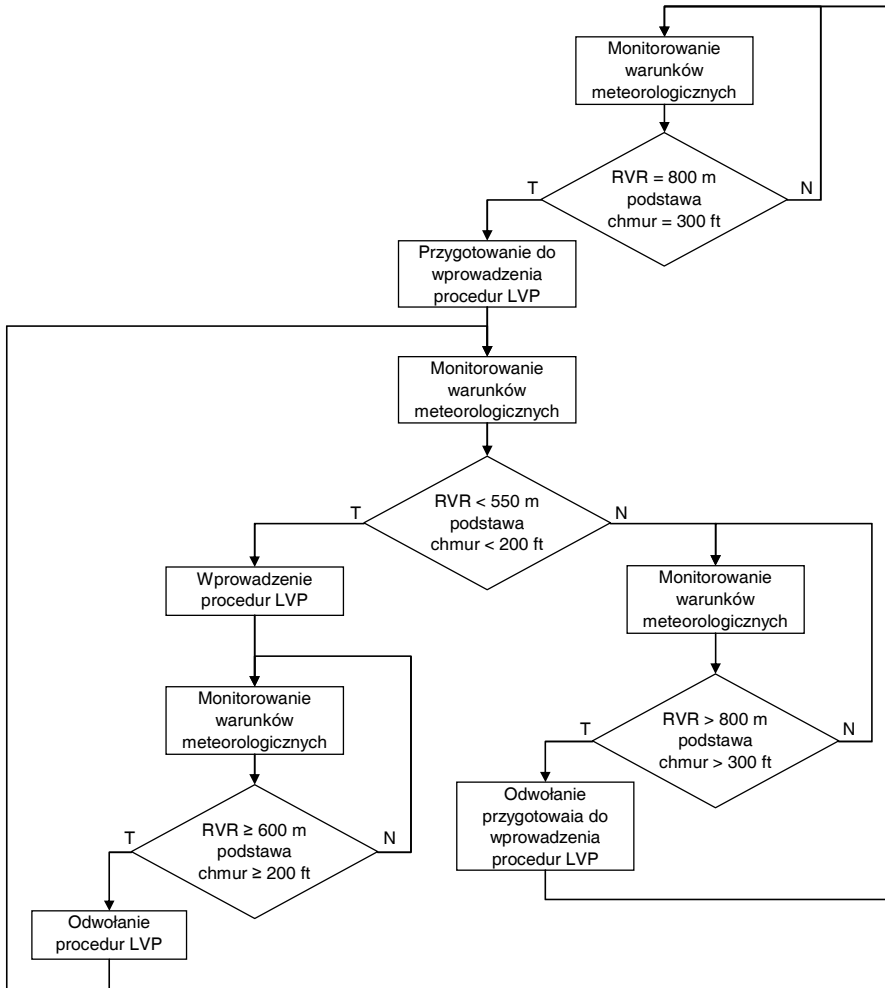 Monitorowanie
warunków
meteorologicznych
RVR = 800 m
podstawa
chmur = 300 ft
T
N
Przygotowanie do
wprowadzenia
procedur LVP
Monitorowanie
warunków
meteorologicznych
RVR < 550 m
podstawa
chmur < 200 ft
T
N
Wprowadzenie
procedur LVP
Monitorowanie
warunków
meteorologicznych
Monitorowanie
warunków
meteorologicznych
RVR > 800 m
podstawa
chmur > 300 ft
T
N
Odwołanie
przygotowaia do
wprowadzenia
procedur LVP
RVR ≥ 600 m
podstawa
chmur ≥ 200 ft
T
N
Odwołanie
procedur LVP